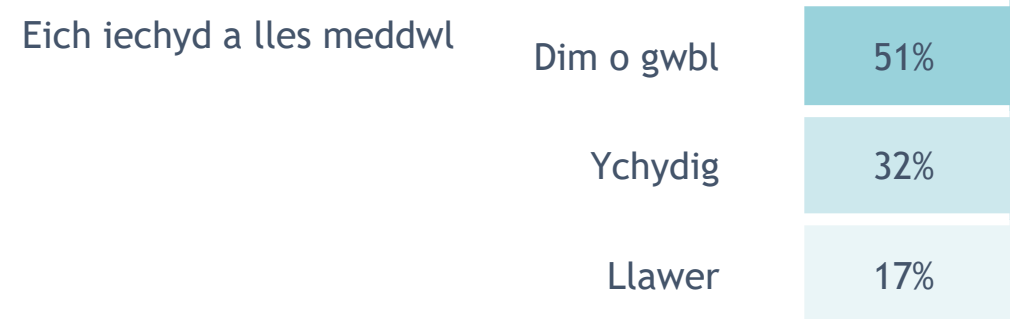 Eich iechyd a lles meddwl
Dim o gwbl 51%
Ychydig 32%
Llawer 17%